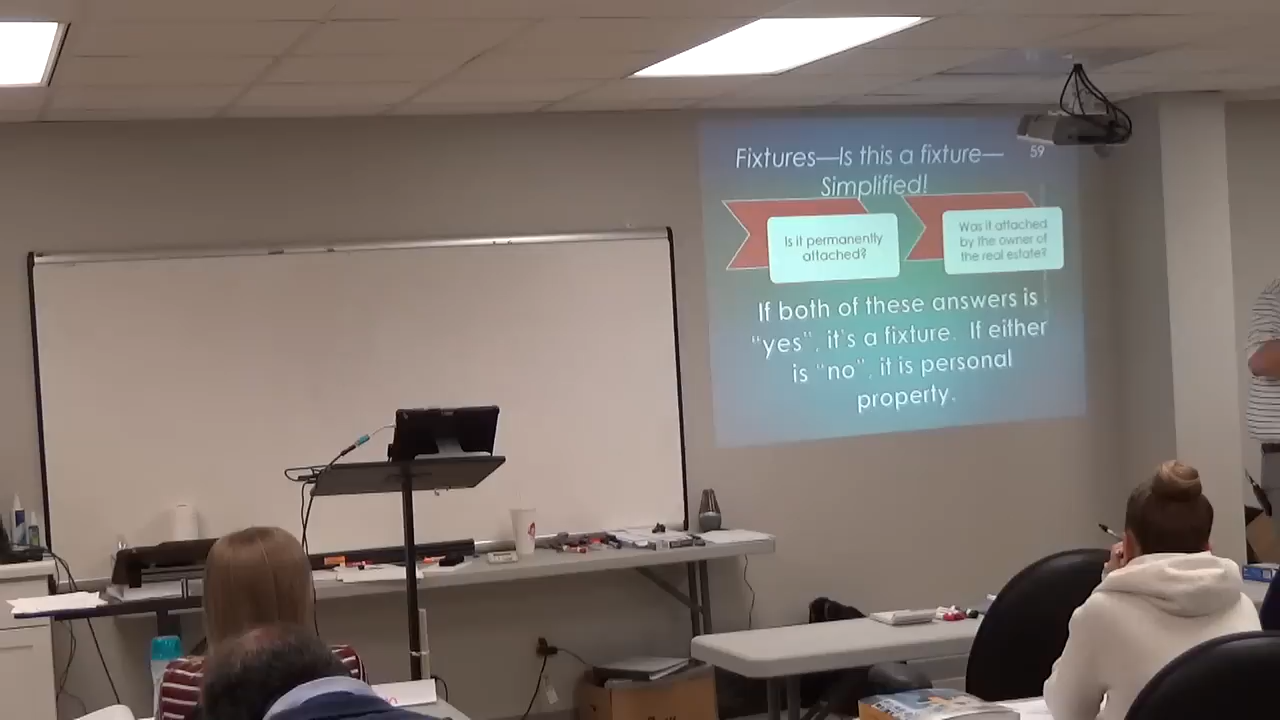 Fixtures—Is this a fixture— 59
Simplified!
Is it permanently
attached?
Was it attached
by the owner of
the real estate?
If both of these answers is
"yes", it's a fixture. If either
is "no", it is personal
property.